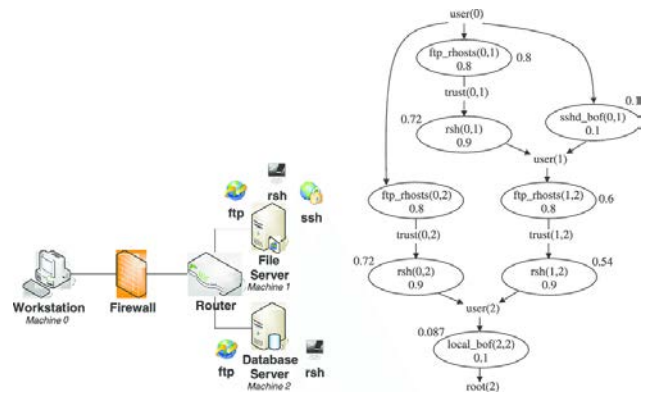 rsh
ftp
ssh
File
Server
Machine 1
Workstation
Machine 0
Firewall
Router
ftp
Database
Server
Machine 2
rsh
user(0)
ftp_rhosts(0,1)
0.8
0.8
trust(0,1)
0.72
rsh(0,1)
0.9
sshd_bof(0,1)
0.1
user(1)
ftp_rhosts(0,2)
0.8
ftp_rhosts(1,2)
0.8
0.6
trust(0,2)
trust(1,2)
0.72
rsh(0,2)
0.9
rsh(1,2)
0.9
0.54
user(2)
0.087
local_bof(2,2)
0.1
root(2)